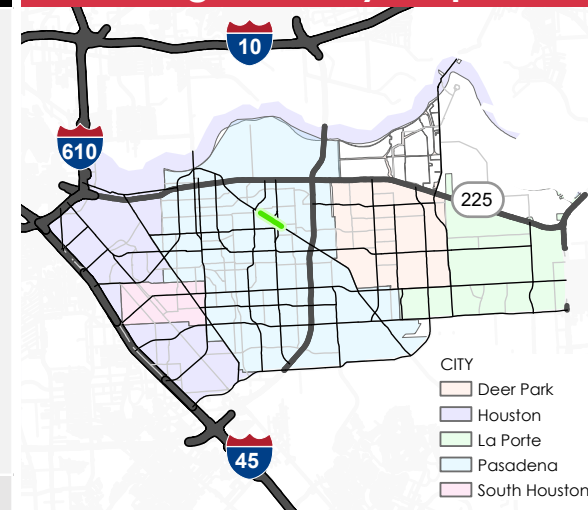 10
610
225
CITY
Deer Park
Houston
La Porte
Pasadena
South Houston
45